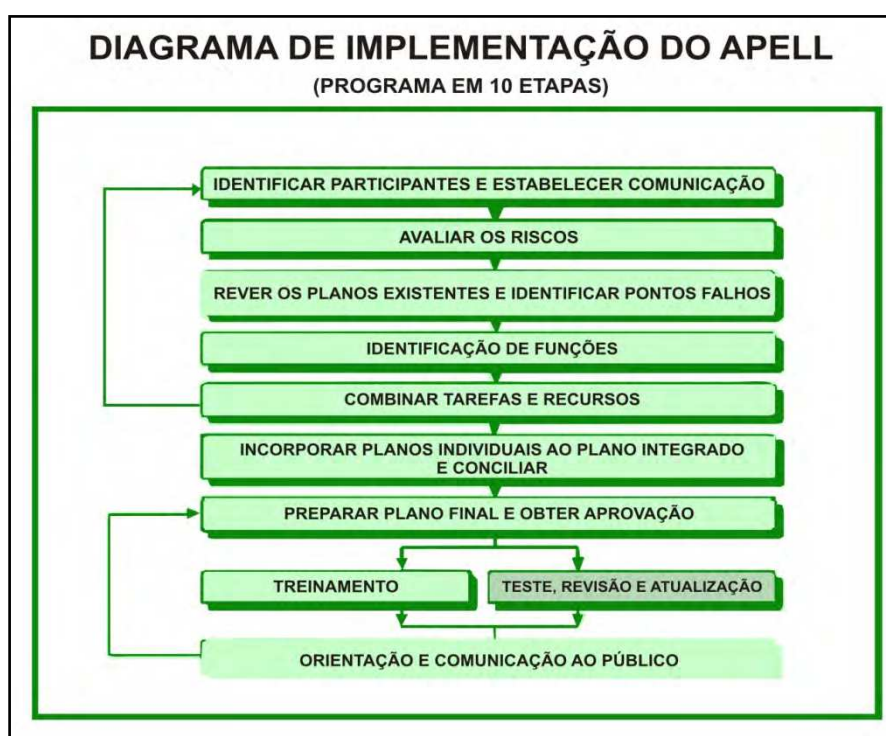 DIAGRAMA DE IMPLEMENTAÇÃO DO APELL
(PROGRAMA EM 10 ETAPAS)
IDENTIFICAR PARTICIPANTES E ESTABELECER COMUNICAÇÃO
AVALIAR OS RISCOS
REVER OS PLANOS EXISTENTES E IDENTIFICAR PONTOS FALHOS
IDENTIFICAÇÃO DE FUNÇÕES
COMBINAR TAREFAS E RECURSOS
INCORPORAR PLANOS INDIVIDUAIS AO PLANO INTEGRADO
E CONCILIAR
PREPARAR PLANO FINAL E OBTER APROVAÇÃO
TREINAMENTO
TESTE, REVISÃO E ATUALIZAÇÃO
ORIENTAÇÃO E COMUNICAÇÃO AO PÚBLICO